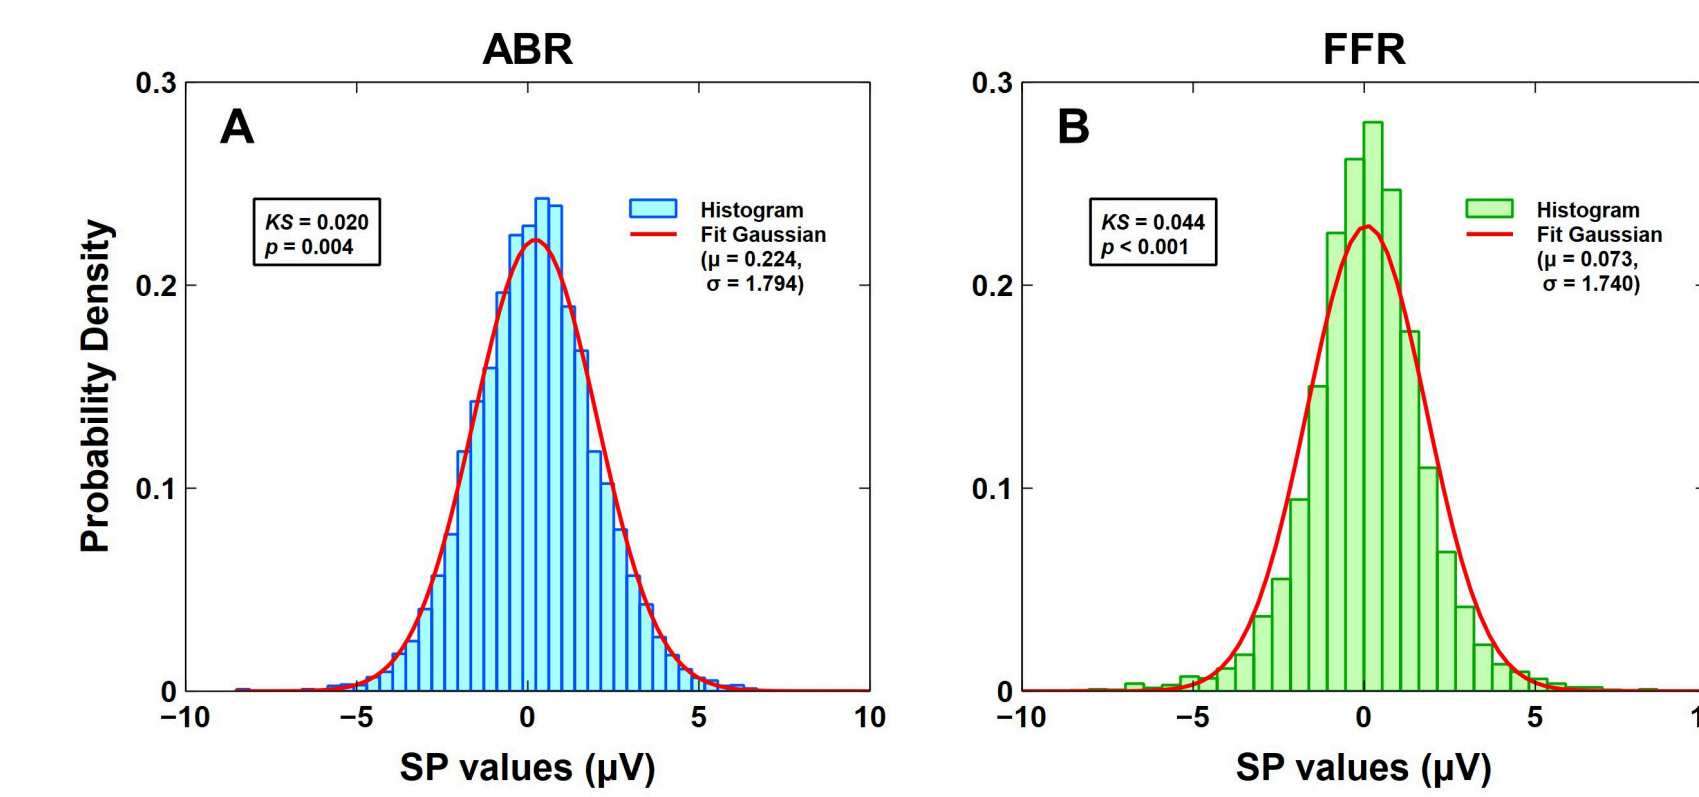 ABR
A
KS = 0.020
p = 0.004
Histogram
Fit Gaussian
(μ = 0.224,
σ = 1.794)
0.3
0.2
0.1
0
−10
−5
0
5
10
Probability Density
SP values (μV)
FFR
B
KS = 0.044
p < 0.001
Histogram
Fit Gaussian
(μ = 0.073,
σ = 1.740)
0.3
0.2
0.1
0
−10
−5
0
5
SP values (μV)